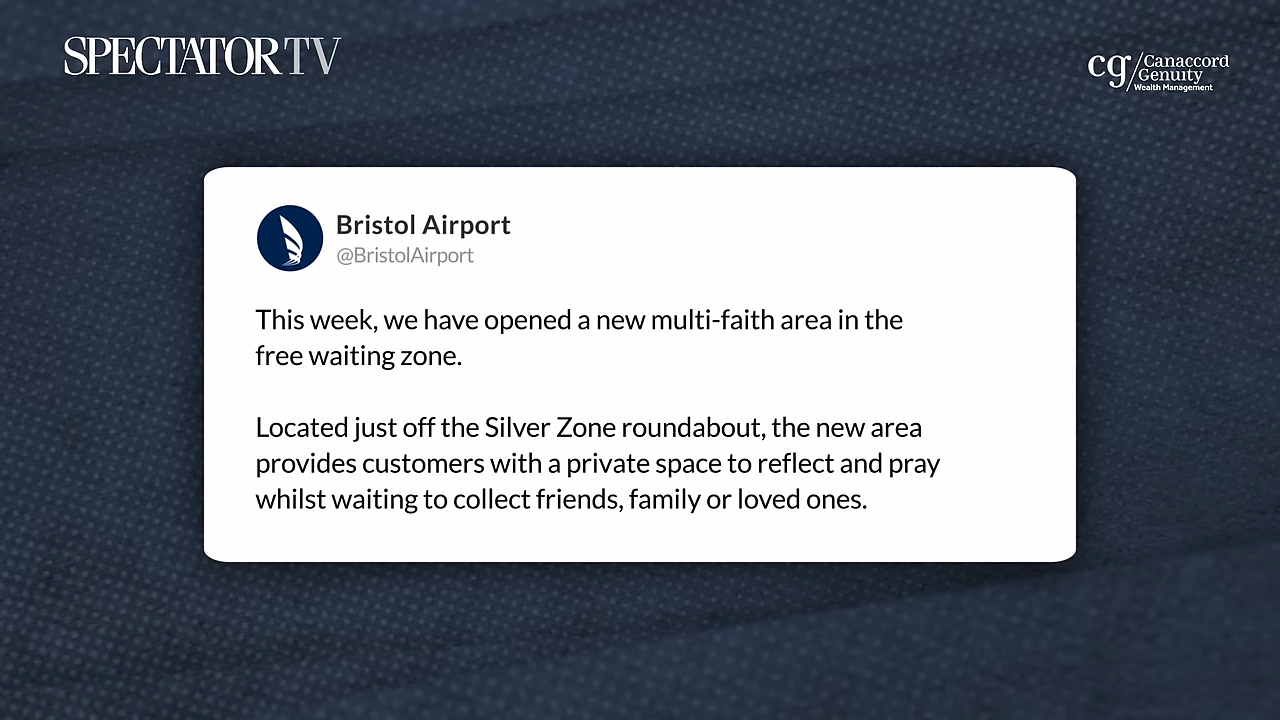 SPECTATOR TV
cg/Canaccord
Genuity
Wealth Management
Bristol Airport
@BristolAirport
This week, we have opened a new multi-faith area in the
free waiting zone.
Located just off the Silver Zone roundabout, the new area
provides customers with a private space to reflect and pray
whilst waiting to collect friends, family or loved ones.